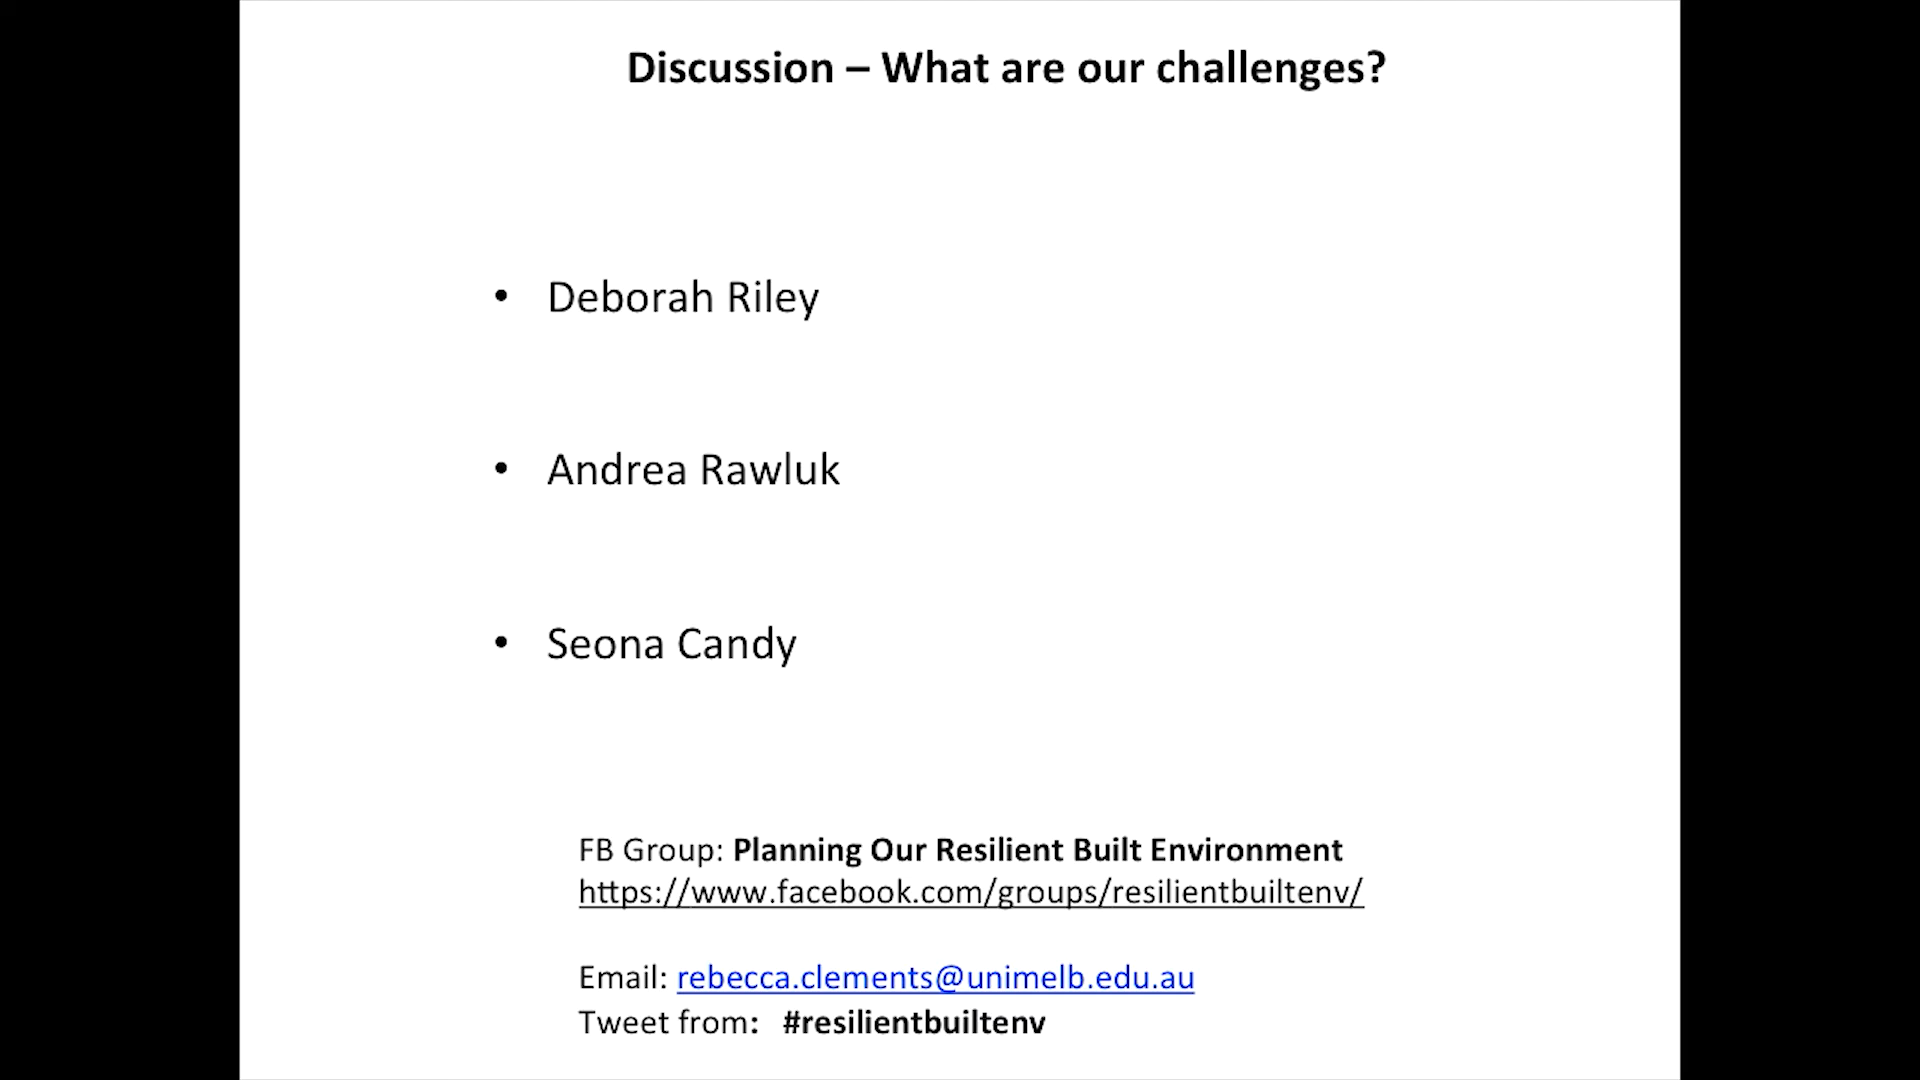 Discussion – What are our challenges?
• Deborah Riley
• Andrea Rawluk
• Seona Candy
FB Group: Planning Our Resilient Built Environment
https://www.facebook.com/groups/resilientbuiltenv/
Email: rebecca.clements@unimelb.edu.au
Tweet from: #resilientbuiltenv